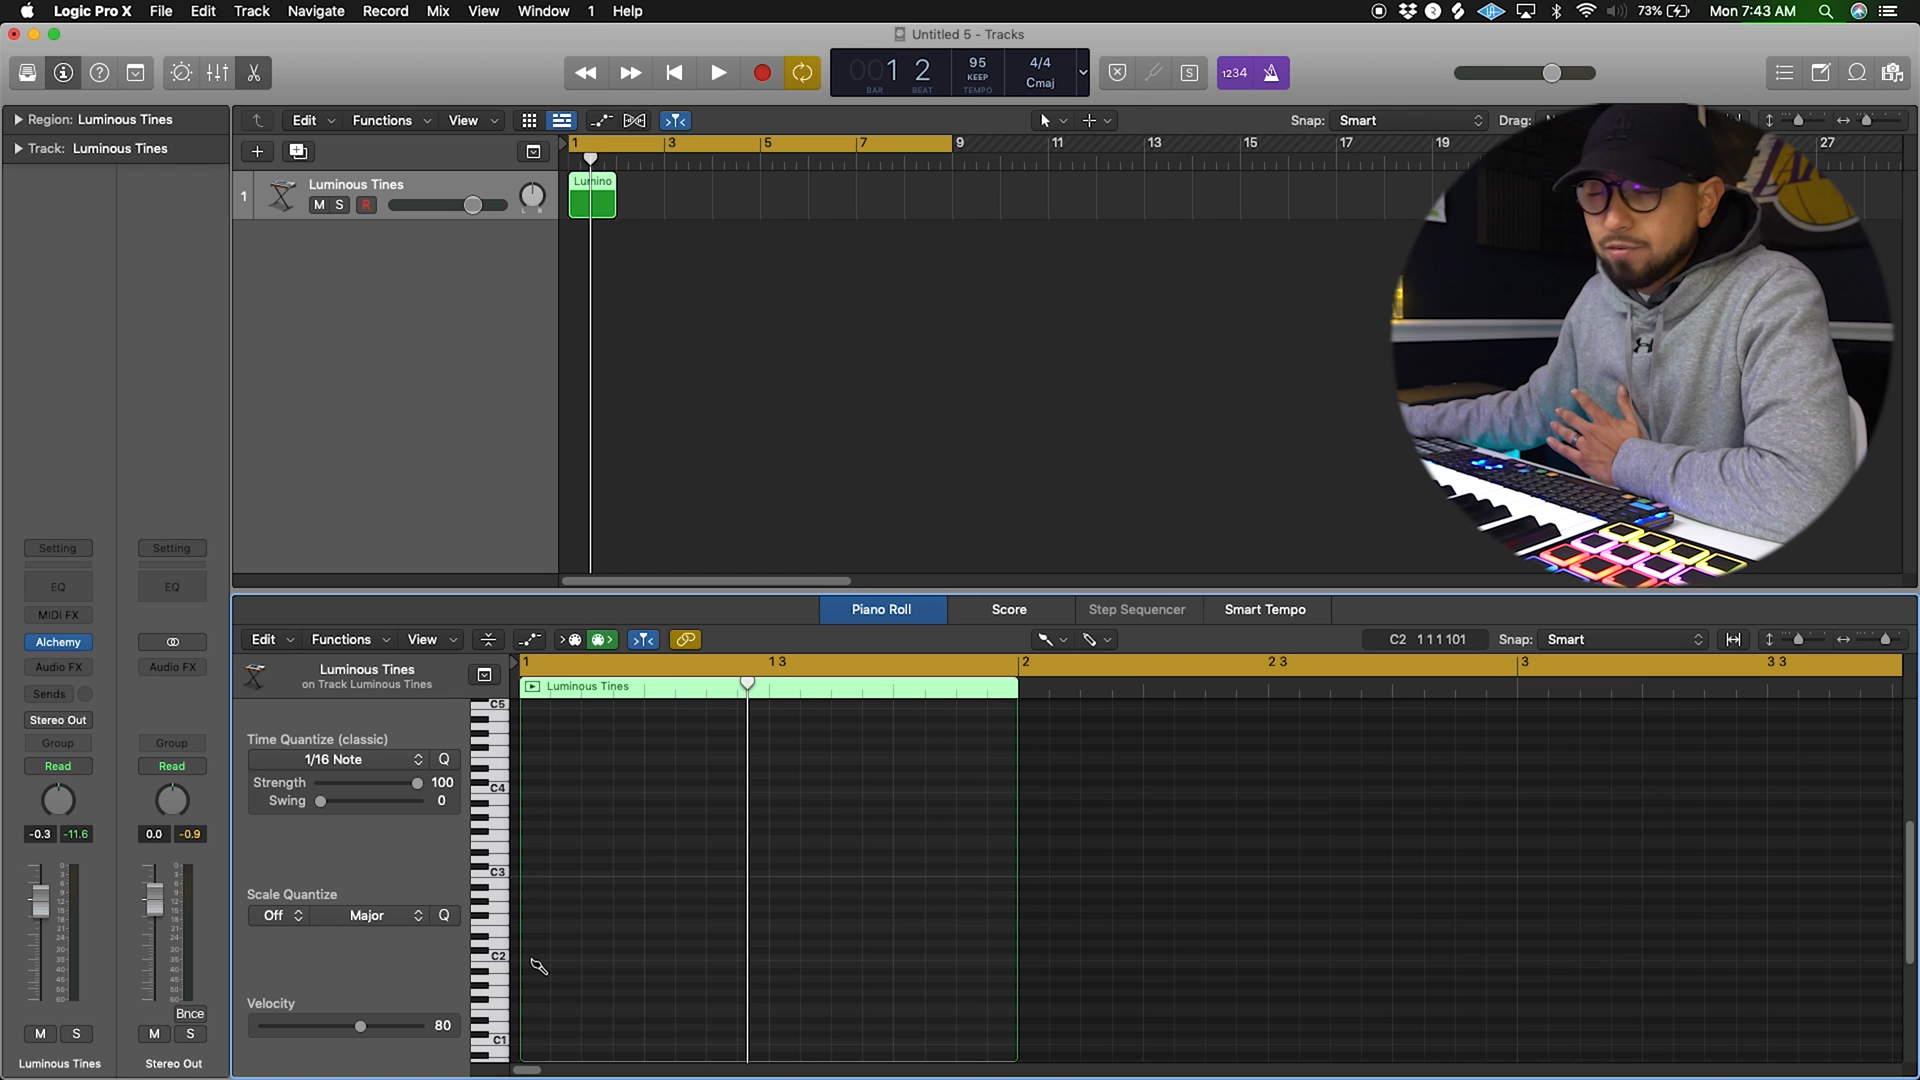 Logic Pro X File Edit Track Navigate Record Mix View Window 1 Help 73% Mon 7:43 AM
Untitled 5 - Tracks
001 2 95 4/4
KEEP Cmaj
BAR BEAT TEMPO
S 1234
Region: Luminous Tines
Edit Functions View Snap: Smart Drag:
Track: Luminous Tines
1 3 5 7 9 11 13 15 17 19 27
1 Luminous Tines
M S R
L R
Lumino
Piano Roll Score Step Sequencer Smart Tempo
Edit Functions View C2 1 1 1 101 Snap: Smart
Luminous Tines
on Track Luminous Tines
1 1 3 2 2 3 3 3 3
Luminous Tines
Time Quantize (classic)
1/16 Note Q
Strength 100
Swing 0
Scale Quantize
Off Major Q
Velocity
80
C5
C4
C3
C2
C1
Setting Setting
EQ EQ
MIDI FX
Alchemy
Audio FX Audio FX
Sends
Stereo Out
Group Group
Read Read
-0.3 -11.6 0.0 -0.9
Bnce
M S M S
Luminous Tines Stereo Out